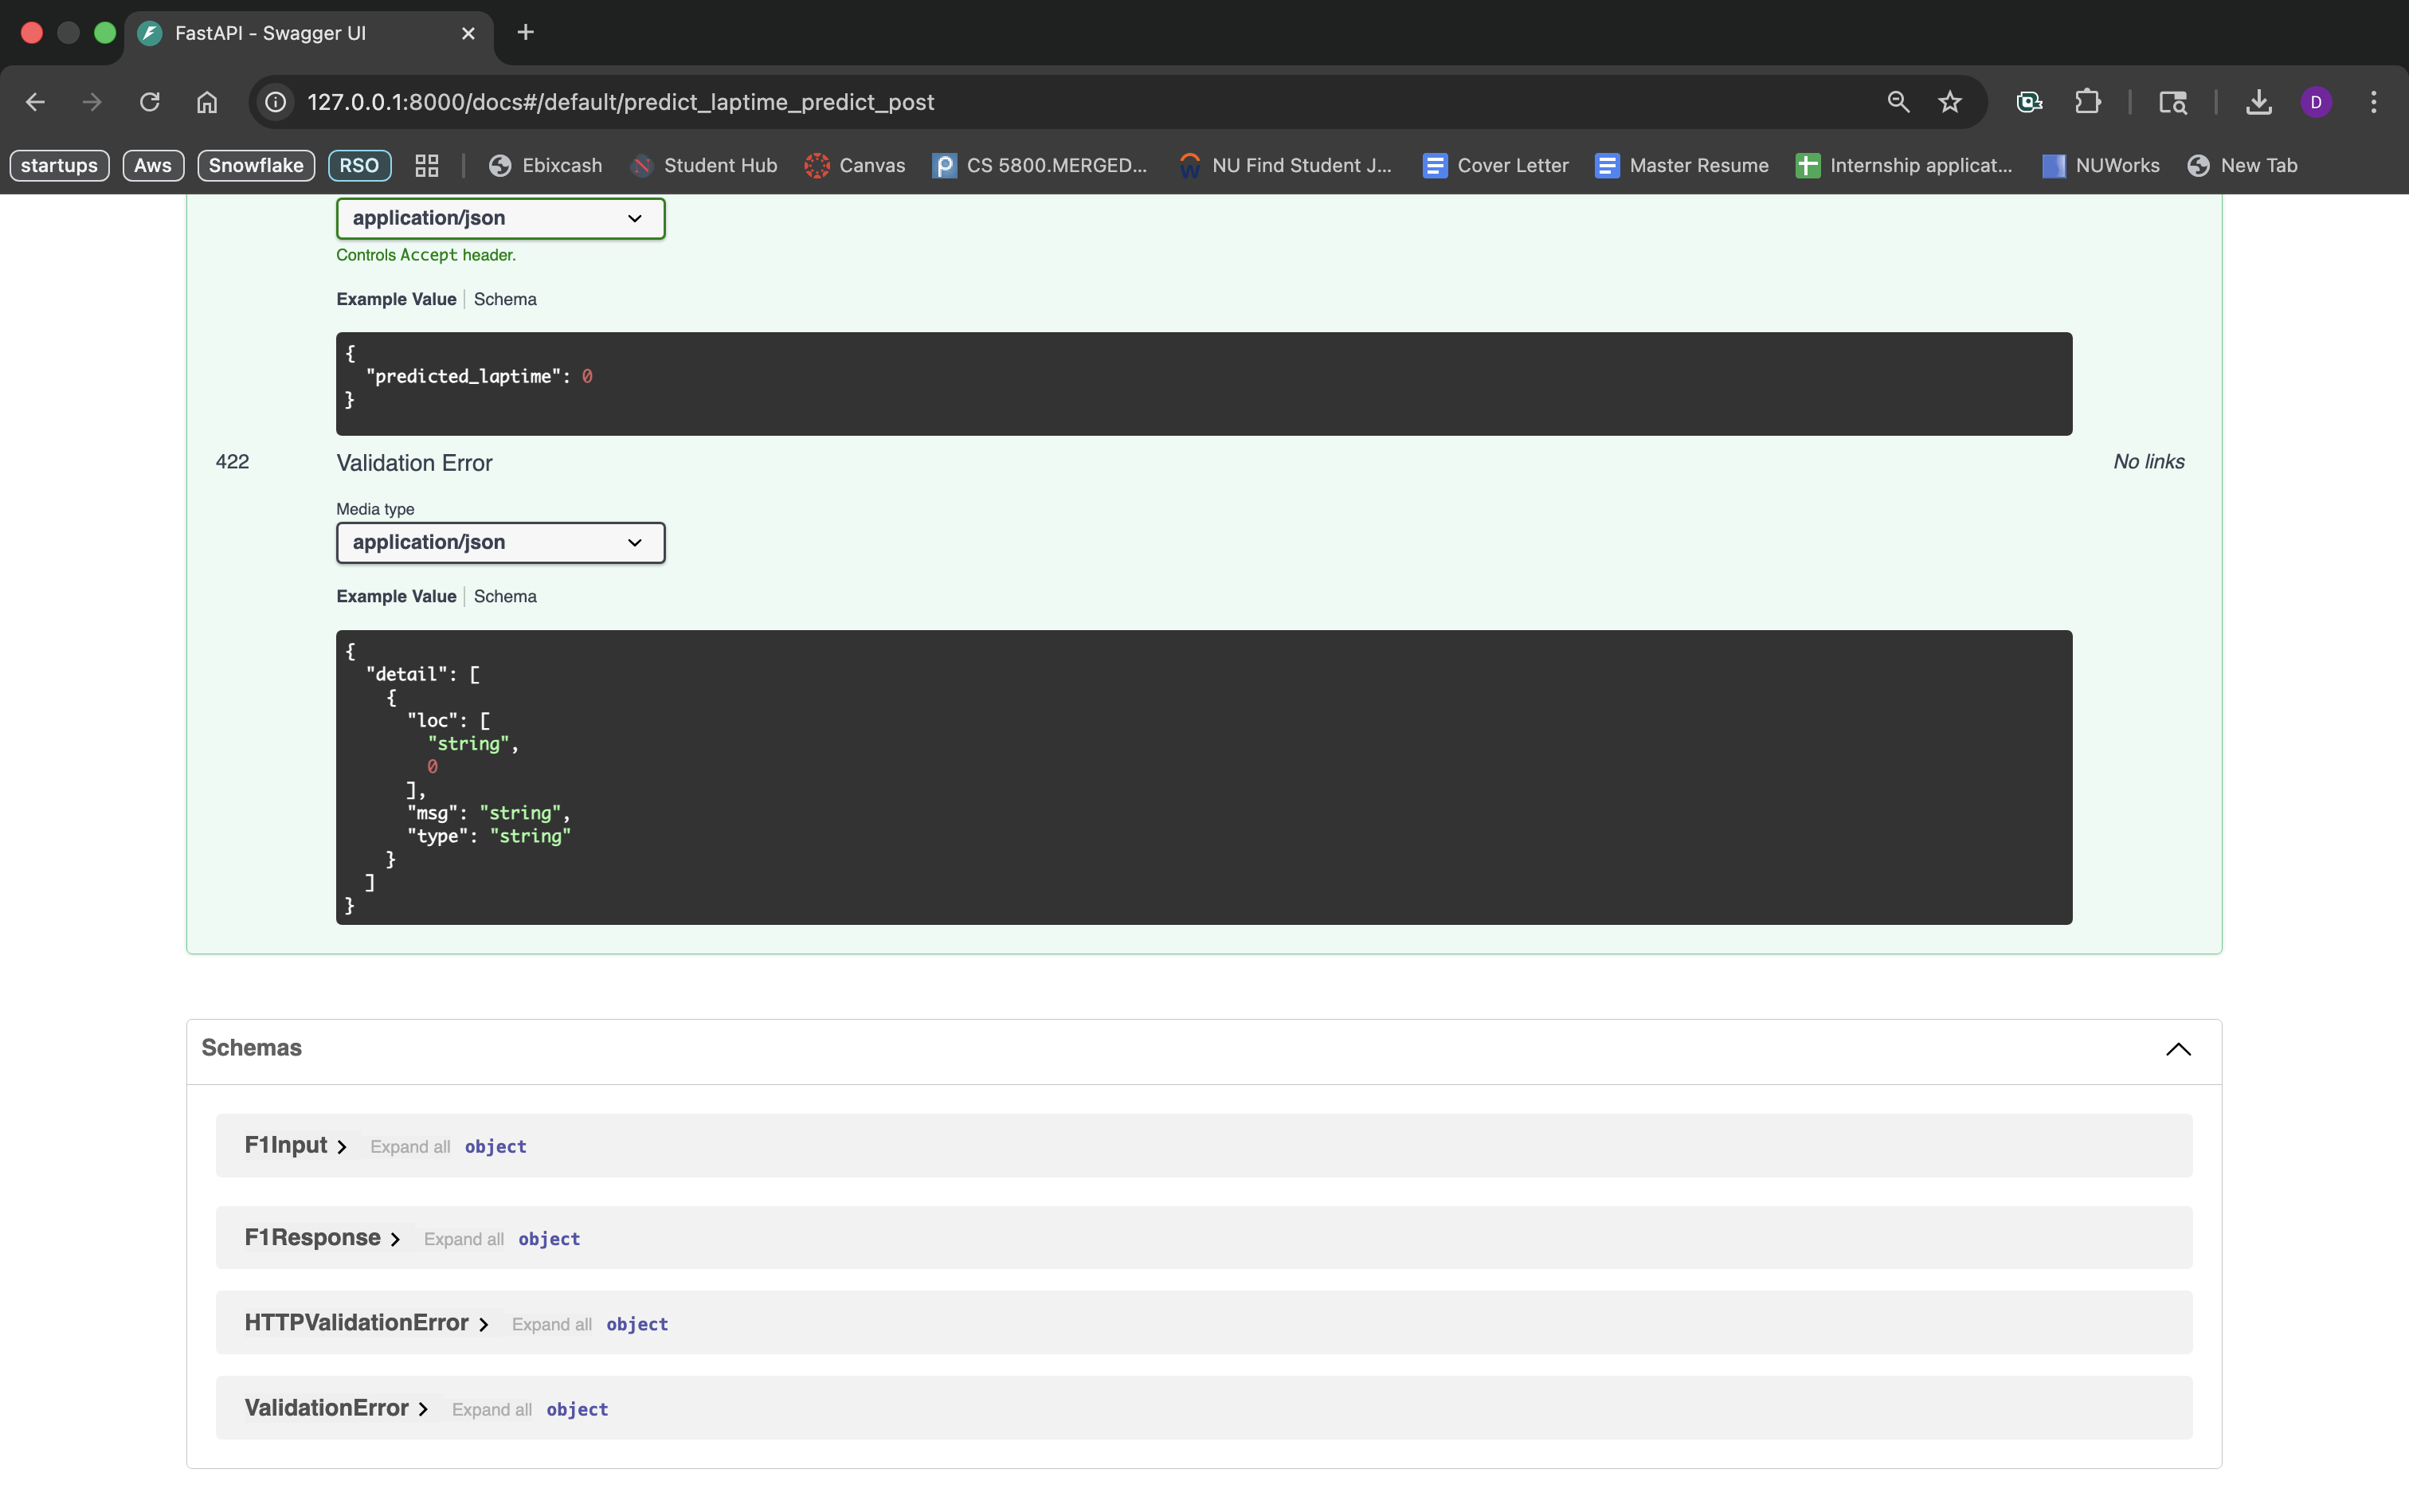 FastAPI - Swagger UI
127.0.0.1:8000/docs#/default/predict_laptime_predict_post
D
startups Aws Snowflake RSO Ebixcash Student Hub Canvas CS 5800.MERGED... NU Find Student J... Cover Letter Master Resume Internship applicat... NUWorks New Tab
application/json
Controls Accept header.
Example Value Schema
{
"predicted_laptime": 0
}
422 Validation Error No links
Media type
application/json
Example Value Schema
{
"detail": [
{
"loc": [
"string",
0
],
"msg": "string",
"type": "string"
}
]
}
Schemas
F1Input Expand all object
F1Response Expand all object
HTTPValidationError Expand all object
ValidationError Expand all object